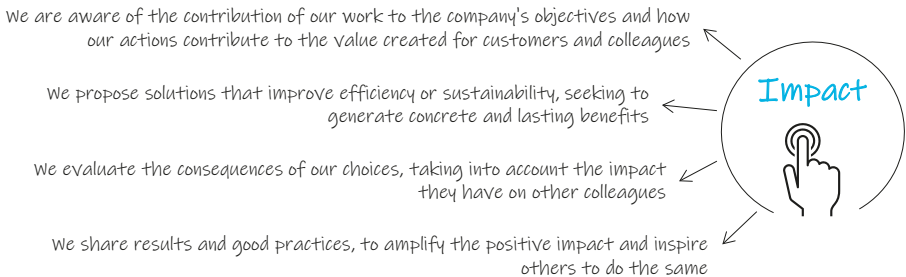 We are aware of the contribution of our work to the company's objectives and how
our actions contribute to the value created for customers and colleagues
We propose solutions that improve efficiency or sustainability, seeking to
generate concrete and lasting benefits
We evaluate the consequences of our choices, taking into account the impact
they have on other colleagues
We share results and good practices, to amplify the positive impact and inspire
others to do the same
Impact